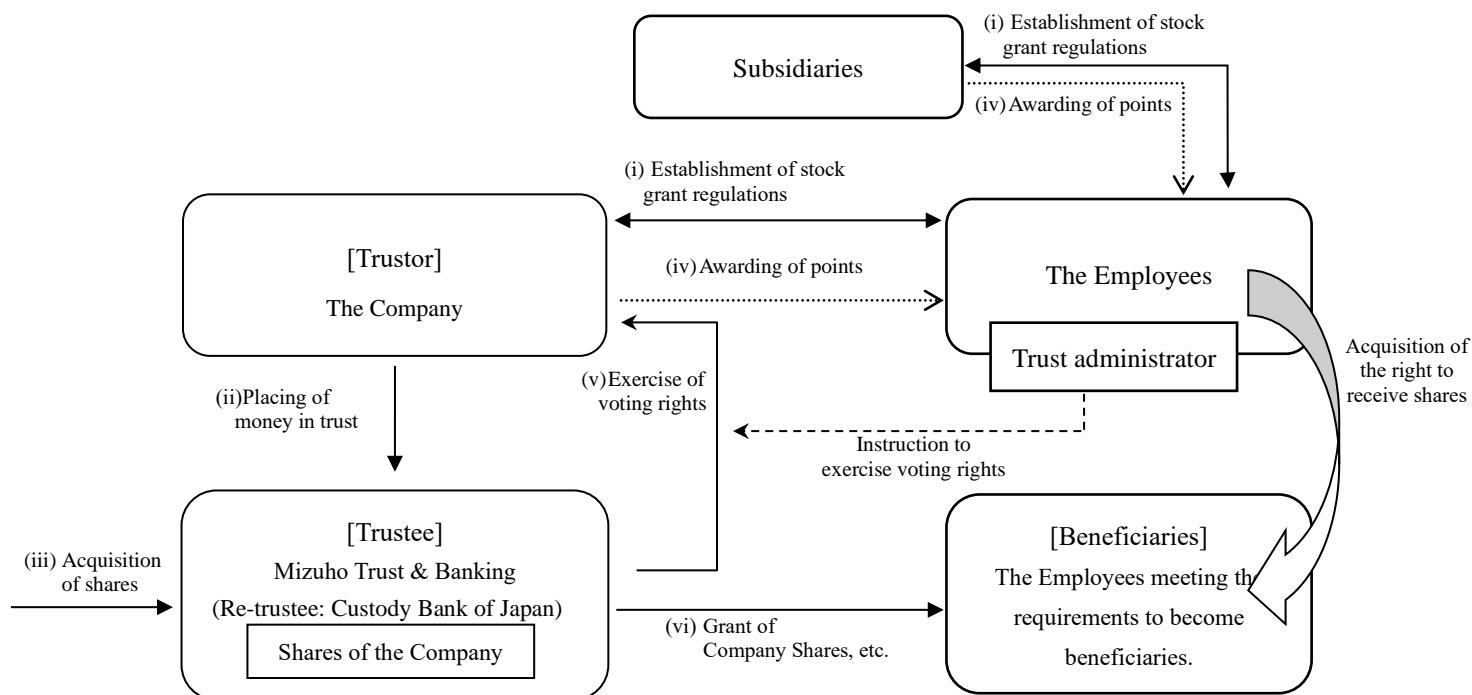 (i) Establishment of stock
grant regulations
Subsidiaries
(iv) Awarding of points
(i) Establishment of stock
grant regulations
[Trustor]
The Company
(iv) Awarding of points
The Employees
Trust administrator
Acquisition of
the right to
receive shares
(ii)Placing of
money in trust
(v)Exercise of
voting rights
Instruction to
exercise voting rights
(iii) Acquisition
of shares
[Trustee]
Mizuho Trust & Banking
(Re-trustee: Custody Bank of Japan)
Shares of the Company
(vi) Grant of
Company Shares, etc.
[Beneficiaries]
The Employees meeting the
requirements to become
beneficiaries.